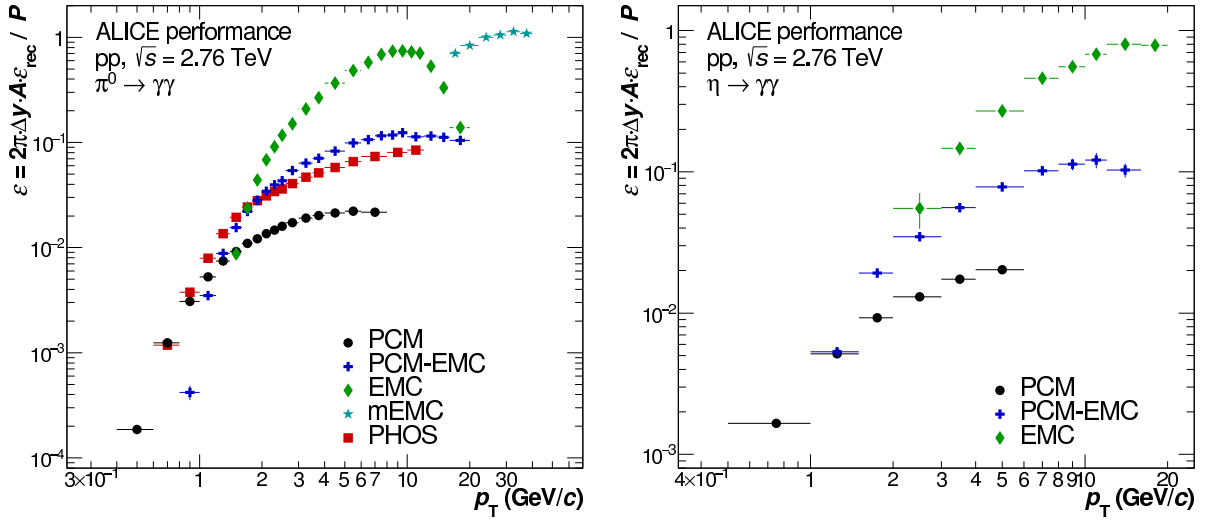 ALICE performance
pp, √s = 2.76 TeV
π⁰ → γγ
ε = 2π·Δy·A·ε_rec / P
1
10⁻¹
10⁻²
10⁻³
10⁻⁴
PCM
PCM-EMC
EMC
mEMC
PHOS
3×10⁻¹ 1 2 3 4 5 6 7 10 20 30
p_T (GeV/c)
ALICE performance
pp, √s = 2.76 TeV
η → γγ
ε = 2π·Δy·A·ε_rec / P
1
10⁻¹
10⁻²
10⁻³
PCM
PCM-EMC
EMC
4×10⁻¹ 1 2 3 4 5 6 7 8 9 10 20
p_T (GeV/c)